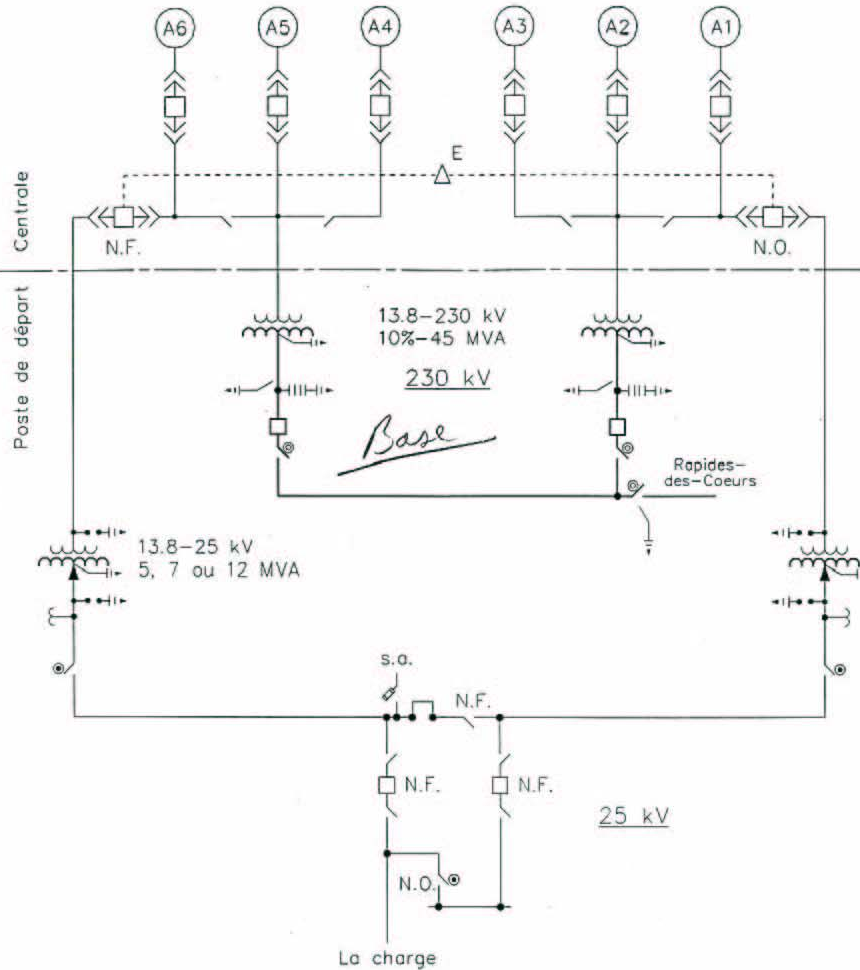 A6 A5 A4 A3 A2 A1
E
Centrale
N.F.
N.O.
Poste de départ
13.8-230 kV
10%-45 MVA
230 kV
Base
Rapides-
des-Coeurs
13.8-25 kV
5, 7 ou 12 MVA
s.a.
N.F.
N.F.
N.F.
25 kV
N.O.
La charge